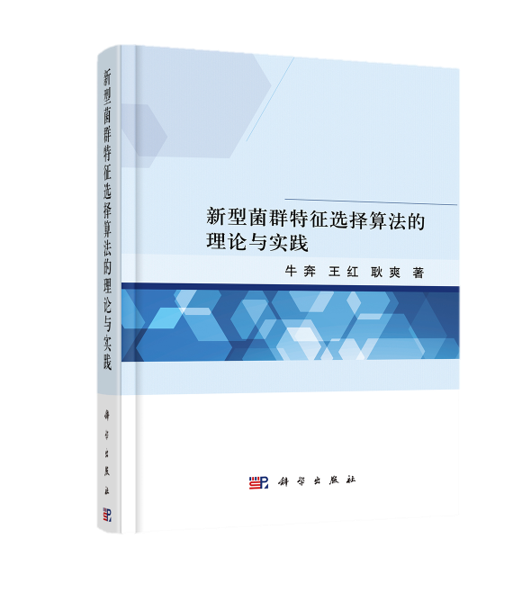 新型菌群特征选择算法的理论与实践
科学出版社
新型菌群特征选择算法的
理论与实践
牛奔 王红 耿爽 著
科学出版社